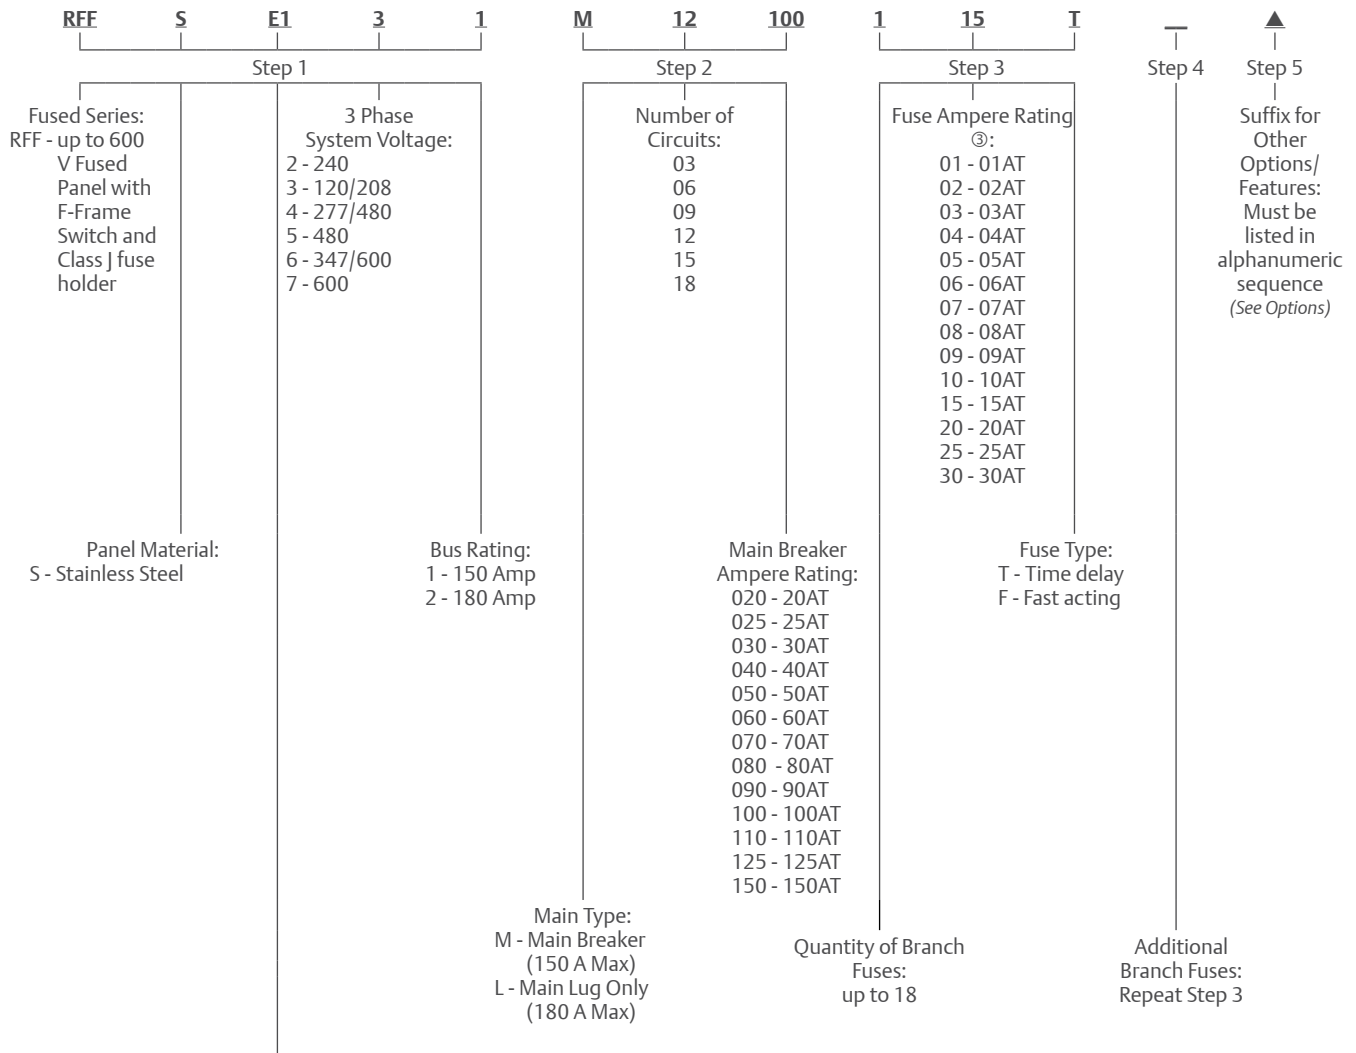 RFF S E1 3 1 M 12 100 1 15 T _ ▲
Step 1
Step 2
Step 3
Step 4
Step 5
Fused Series:
RFF - up to 600
V Fused
Panel with
F-Frame
Switch and
Class J fuse
holder
3 Phase
System Voltage:
2 - 240
3 - 120/208
4 - 277/480
5 - 480
6 - 347/600
7 - 600
Number of
Circuits:
03
06
09
12
15
18
Fuse Ampere Rating
③:
01 - 01AT
02 - 02AT
03 - 03AT
04 - 04AT
05 - 05AT
06 - 06AT
07 - 07AT
08 - 08AT
09 - 09AT
10 - 10AT
15 - 15AT
20 - 20AT
25 - 25AT
30 - 30AT
Suffix for
Other
Options/
Features:
Must be
listed in
alphanumeric
sequence
(See Options)
Panel Material:
S - Stainless Steel
Bus Rating:
1 - 150 Amp
2 - 180 Amp
Main Breaker
Ampere Rating:
020 - 20AT
025 - 25AT
030 - 30AT
040 - 40AT
050 - 50AT
060 - 60AT
070 - 70AT
080 - 80AT
090 - 90AT
100 - 100AT
110 - 110AT
125 - 125AT
150 - 150AT
Fuse Type:
T - Time delay
F - Fast acting
Main Type:
M - Main Breaker
(150 A Max)
L - Main Lug Only
(180 A Max)
Quantity of Branch
Fuses:
up to 18
Additional
Branch Fuses:
Repeat Step 3